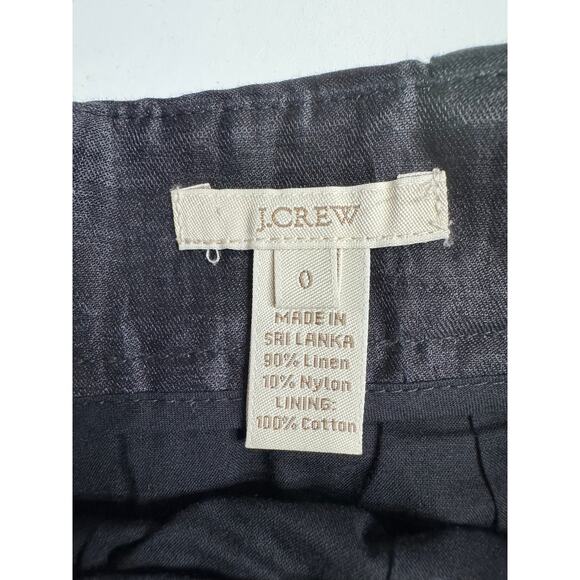 J.CREW
0
MADE IN
SRI LANKA
90% Linen
10% Nylon
LINING:
100% Cotton